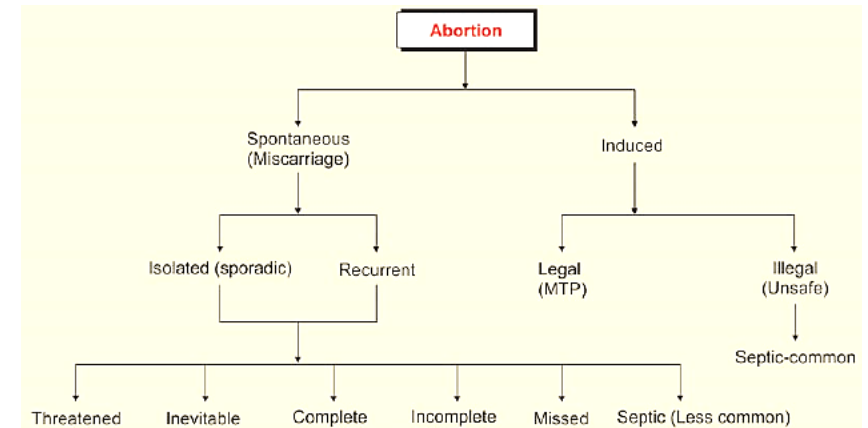 Abortion
Spontaneous
(Miscarriage)
Induced
Isolated (sporadic)
Recurrent
Legal
(MTP)
Illegal
(Unsafe)
Septic-common
Threatened
Inevitable
Complete
Incomplete
Missed
Septic (Less common)